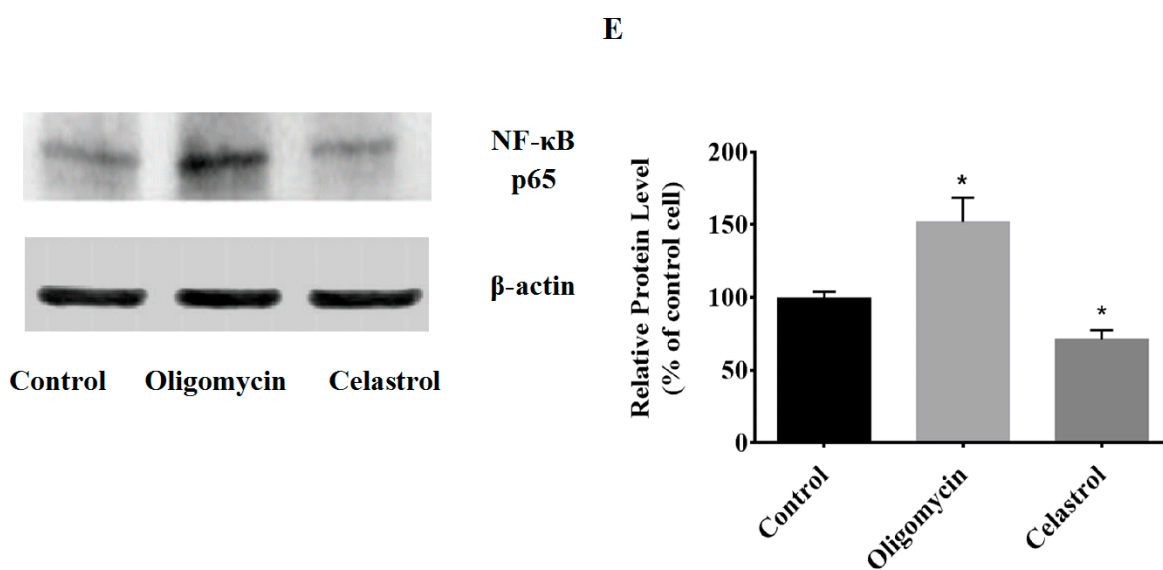 E
NF-κB
p65
β-actin
Control Oligomycin Celastrol
Relative Protein Level
(% of control cell)
200
150
100
50
0
*
*
Control
Oligomycin
Celastrol